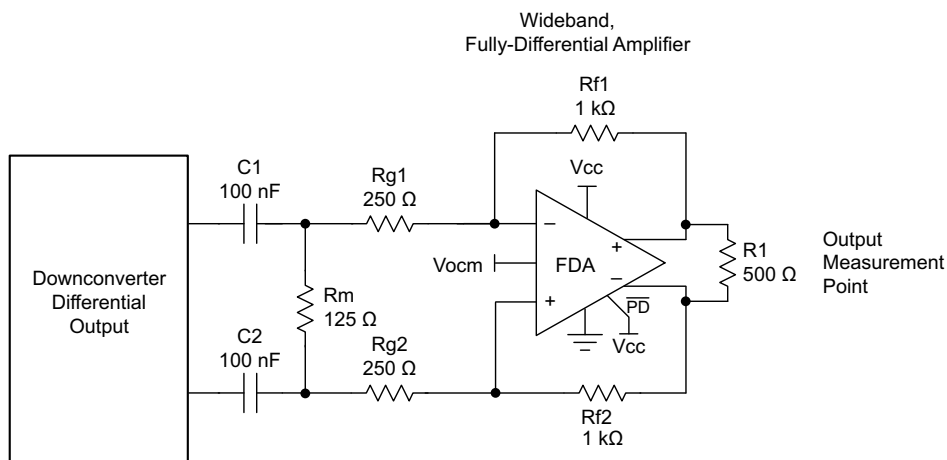 Wideband,
Fully-Differential Amplifier
Rf1
1 kΩ
C1
100 nF
Rg1
250 Ω
Vcc
−
+
Vocm
FDA
−
+
PD
Vcc
R1
500 Ω
Output
Measurement
Point
Downconverter
Differential
Output
Rm
125 Ω
C2
100 nF
Rg2
250 Ω
Rf2
1 kΩ